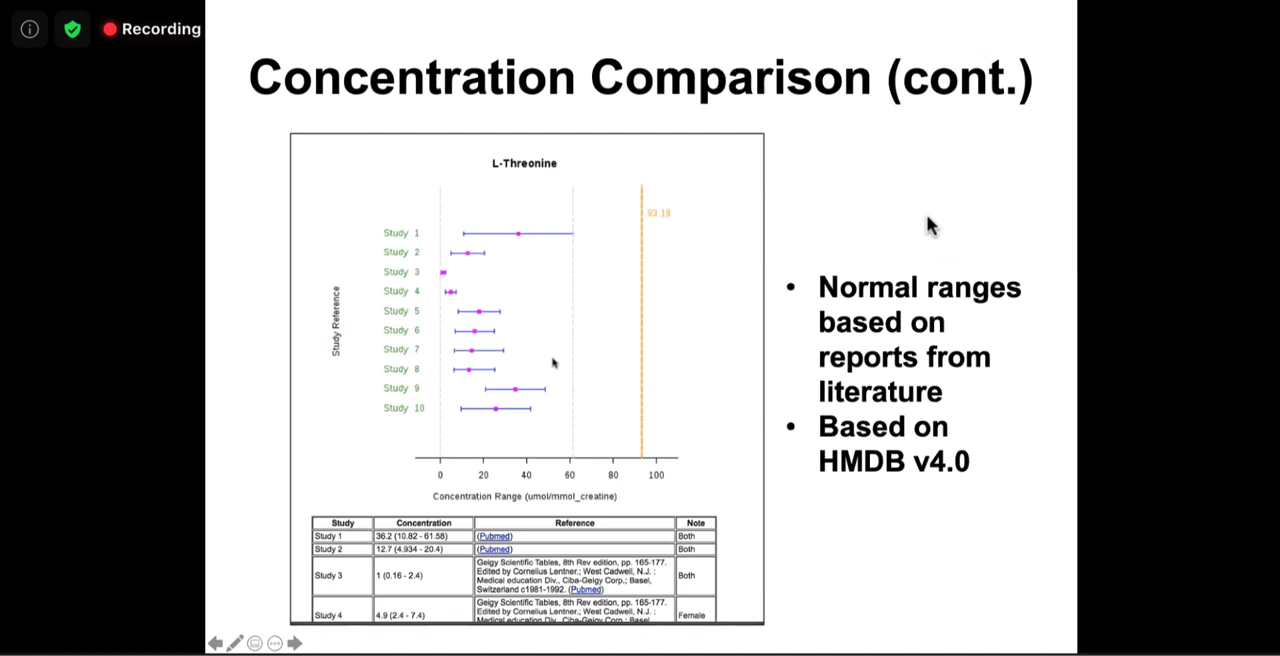 Recording
Concentration Comparison (cont.)
L-Threonine
93.19
Study 1
Study 2
Study 3
Study 4
Study 5
Study 6
Study 7
Study 8
Study 9
Study 10
Study Reference
0 20 40 60 80 100
Concentration Range (umol/mmol_creatine)
Study Concentration Reference Note
Study 1 36.2 (10.82 - 61.58) (Pubmed) Both
Study 2 12.7 (4.934 - 20.4) (Pubmed) Both
Study 3 1 (0.16 - 2.4) Geigy Scientific Tables, 8th Rev edition, pp. 165-177.
Edited by Cornelius Lentner.; West Cadwell, N.J. :
Medical education Div., Ciba-Geigy Corp.; Basel,
Switzerland c1981-1992. (Pubmed) Both
Study 4 4.9 (2.4 - 7.4) Geigy Scientific Tables, 8th Rev edition, pp. 165-177.
Edited by Cornelius Lentner.; West Cadwell, N.J. :
Medical education Div., Ciba-Geigy Corp.; Basel, Female
• Normal ranges
based on
reports from
literature
• Based on
HMDB v4.0